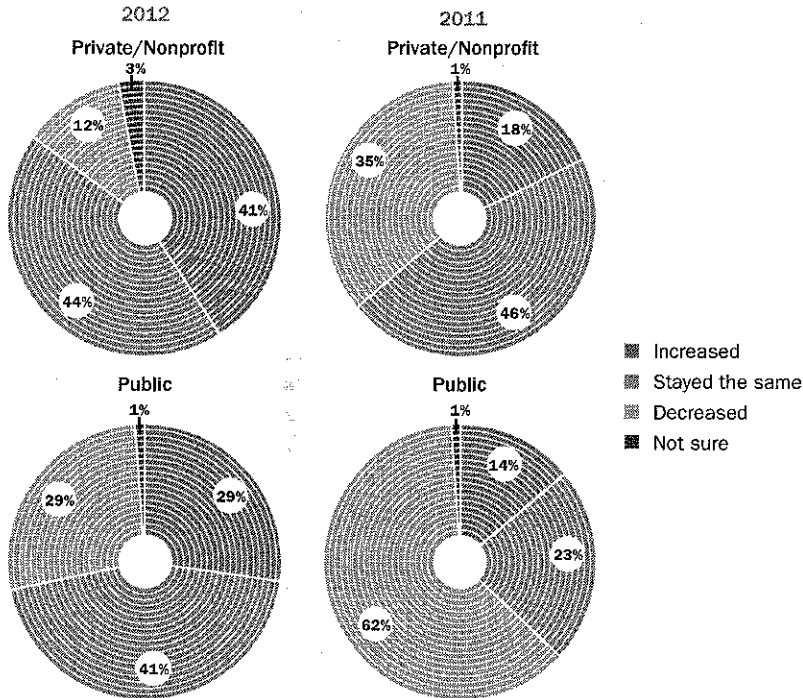 2012
Private/Nonprofit
3%
12%
41%
44%
2011
Private/Nonprofit
1%
18%
35%
46%
Increased
Stayed the same
Decreased
Not sure
Public
1%
29%
29%
41%
Public
1%
14%
23%
62%